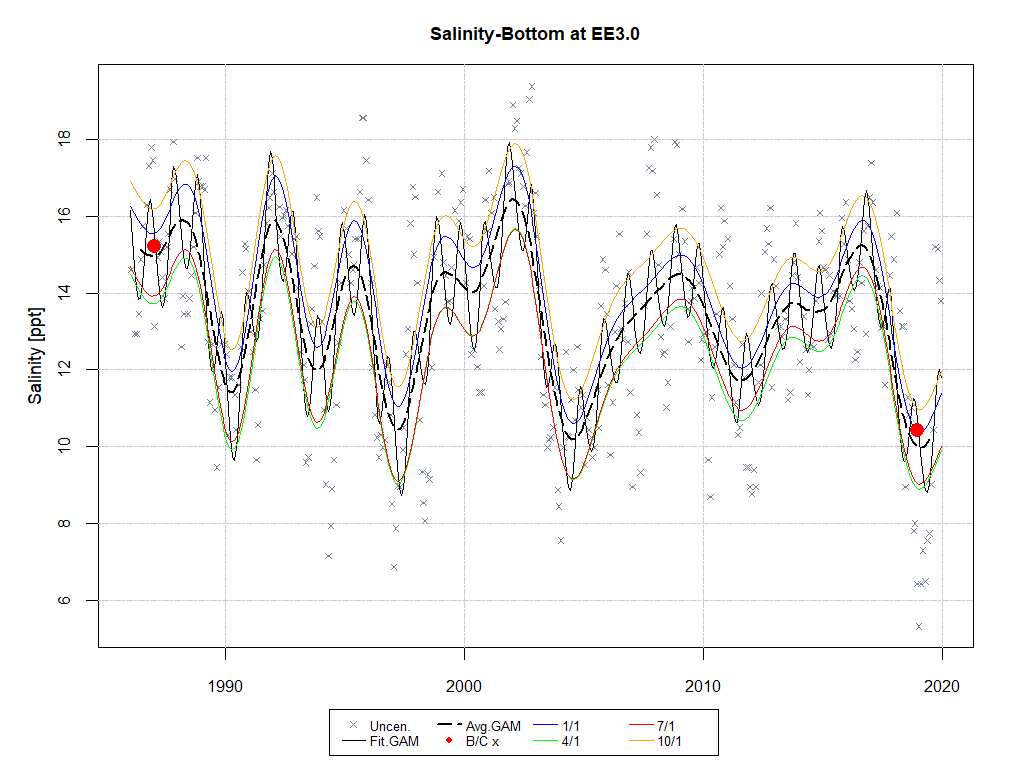 Salinity-Bottom at EE3.0
Salinity [ppt]
18
16
14
12
10
8
6
1990 2000 2010 2020
Uncen. Avg.GAM 1/1 7/1
Fit.GAM B/C x 4/1 10/1